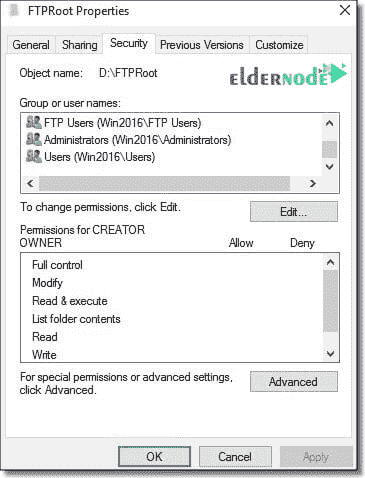 FTPRoot Properties
General
Sharing
Security
Previous Versions
Customize
Object name: D:\FTPRoot
eLDERNODE
Group or user names:
FTP Users (Win2016\FTP Users)
Administrators (Win2016\Administrators)
Users (Win2016\Users)
To change permissions, click Edit.
Edit...
Permissions for CREATOR
OWNER Allow Deny
Full control
Modify
Read & execute
List folder contents
Read
Write
For special permissions or advanced settings,
click Advanced.
Advanced
OK
Cancel
Apply